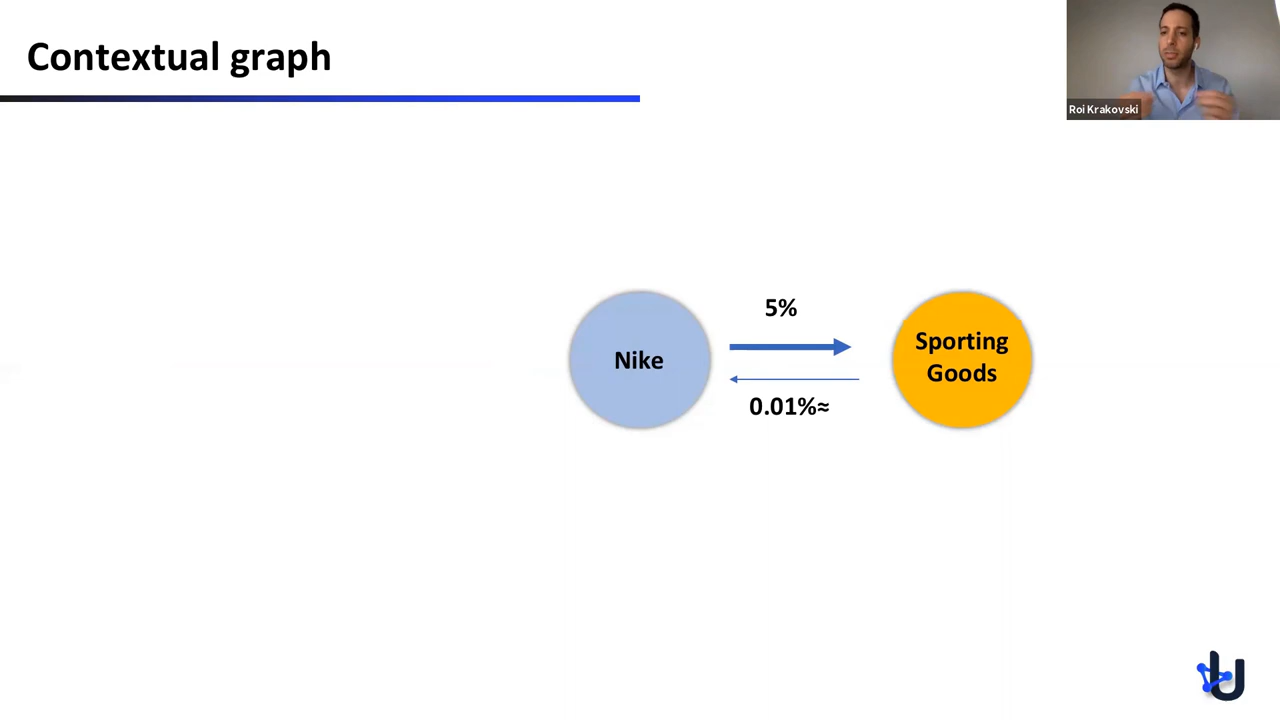 Contextual graph
Roi Krakovski
5%
Nike
Sporting
Goods
0.01%≈